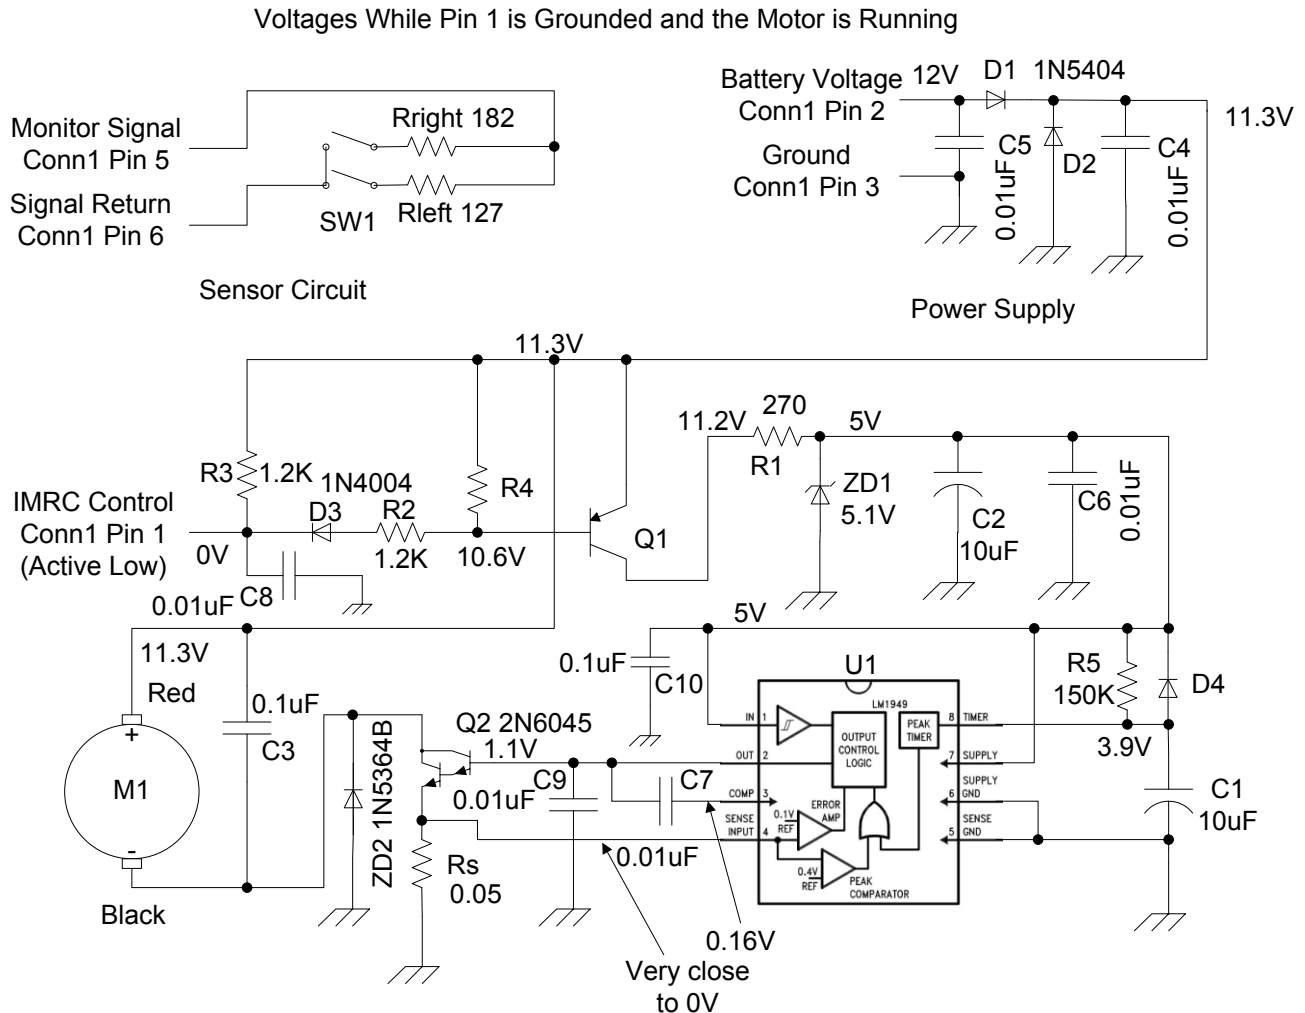 Voltages While Pin 1 is Grounded and the Motor is Running
Monitor Signal
Conn1 Pin 5
Signal Return
Conn1 Pin 6
Rright 182
Rleft 127
SW1
Sensor Circuit
Battery Voltage
Conn1 Pin 2
12V
D1 1N5404
11.3V
Ground
Conn1 Pin 3
C5
0.01uF
D2
C4
0.01uF
Power Supply
11.3V
R3
1.2K
1N4004
D3
R2
1.2K
R4
IMRC Control
Conn1 Pin 1
(Active Low)
0V
10.6V
Q1
11.2V
270
R1
5V
ZD1
5.1V
C2
10uF
C6
0.01uF
0.01uF
C8
11.3V
Red
0.1uF
C3
+
M1
-
Black
ZD2 1N5364B
Q2 2N6045
1.1V
0.01uF
C9
C7
0.01uF
Rs
0.05
0.16V
Very close
to 0V
5V
0.1uF
C10
U1
LM1949
IN 1
OUT 2
COMP 3
SENSE
INPUT 4
OUTPUT
CONTROL
LOGIC
PEAK
TIMER
0.1V
REF
ERROR
AMP
0.4V
REF
PEAK
COMPARATOR
8 TIMER
7 SUPPLY
SUPPLY
6 GND
SENSE
5 GND
R5
150K
D4
3.9V
C1
10uF